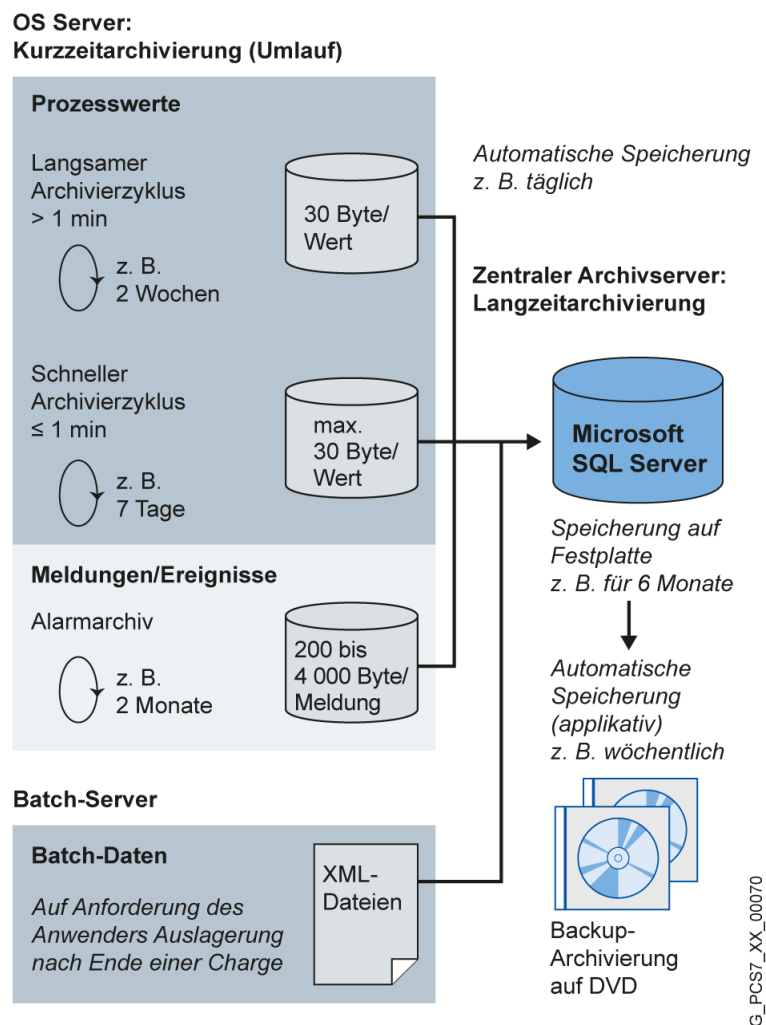 OS Server:
Kurzzeitarchivierung (Umlauf)
Prozesswerte
Langsamer
Archivierzyklus
> 1 min
z. B.
2 Wochen
30 Byte/
Wert
Schneller
Archivierzyklus
≤ 1 min
z. B.
7 Tage
max.
30 Byte/
Wert
Meldungen/Ereignisse
Alarmarchiv
z. B.
2 Monate
200 bis
4 000 Byte/
Meldung
Batch-Server
Batch-Daten
Auf Anforderung des
Anwenders Auslagerung
nach Ende einer Charge
XML-
Dateien
Automatische Speicherung
z. B. täglich
Zentraler Archivserver:
Langzeitarchivierung
Microsoft
SQL Server
Speicherung auf
Festplatte
z. B. für 6 Monate
Automatische
Speicherung
(applikativ)
z. B. wöchentlich
Backup-
Archivierung
auf DVD
G_PCS7_XX_00070